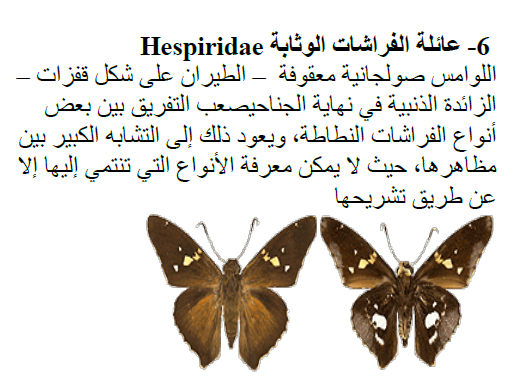 6- عائلة الفراشات الوثابة Hespiridae
اللوامس صولجانية معقوفة – الطيران على شكل قفزات –
الزائدة الذنبية في نهاية الجناحيصعب التفريق بين بعض
أنواع الفراشات النطاطة، ويعود ذلك إلى التشابه الكبير بين
مظاهرها، حيث لا يمكن معرفة الأنواع التي تنتمي إليها إلا
عن طريق تشريحها